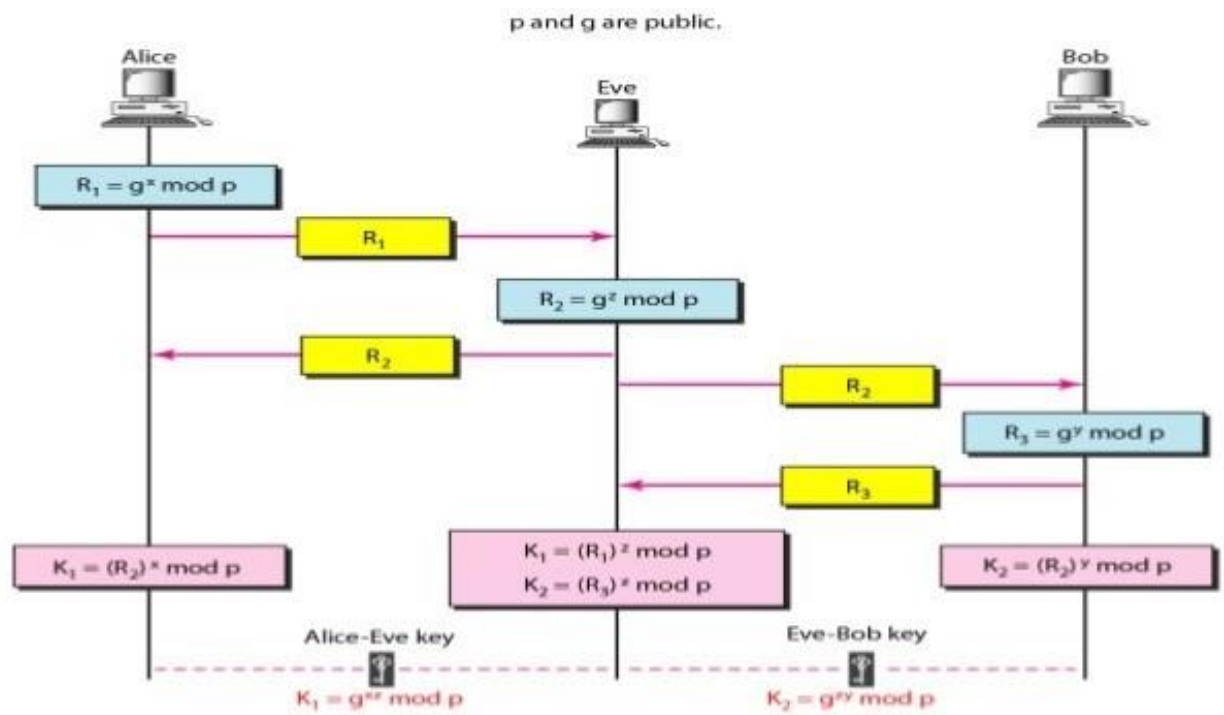 p and g are public.
Alice
Bob
Eve
R₁ = gˣ mod p
R₁
R₂ = gᶻ mod p
R₂
R₂
R₃ = gʸ mod p
R₃
K₁ = (R₂)ˣ mod p
K₁ = (R₁)ᶻ mod p
K₂ = (R₃)ᶻ mod p
K₂ = (R₂)ʸ mod p
Alice-Eve key
Eve-Bob key
K₁ = gˣᶻ mod p
K₂ = gᶻʸ mod p